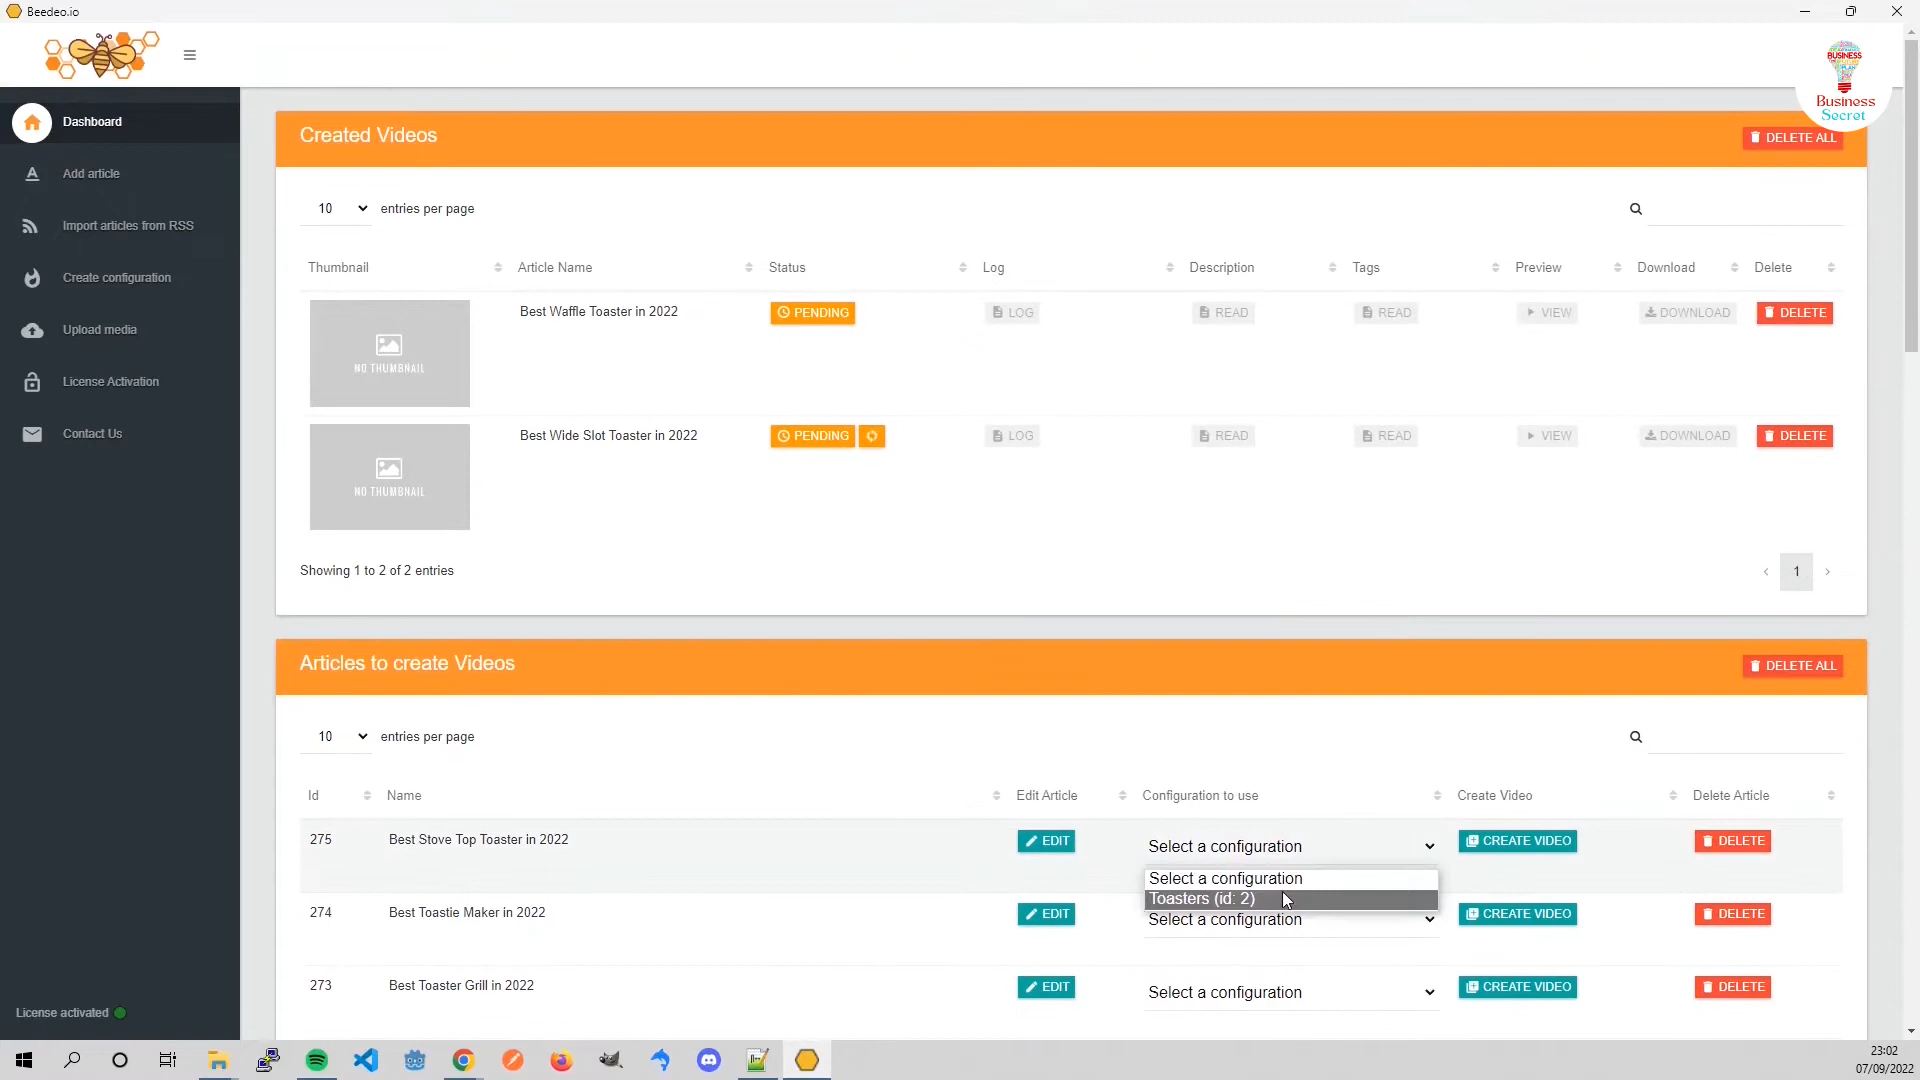 Beedeo.io
BUSINESS
PLAN
Business
Secret
Dashboard
Add article
Import articles from RSS
Create configuration
Upload media
License Activation
Contact Us
License activated
Created Videos
DELETE ALL
10 entries per page
Thumbnail Article Name Status Log Description Tags Preview Download Delete
NO THUMBNAIL Best Waffle Toaster in 2022 PENDING LOG READ READ VIEW DOWNLOAD DELETE
NO THUMBNAIL Best Wide Slot Toaster in 2022 PENDING LOG READ READ VIEW DOWNLOAD DELETE
Showing 1 to 2 of 2 entries
1
Articles to create Videos
DELETE ALL
10 entries per page
Id Name Edit Article Configuration to use Create Video Delete Article
275 Best Stove Top Toaster in 2022 EDIT Select a configuration CREATE VIDEO DELETE
Select a configuration
Toasters (id: 2)
274 Best Toastie Maker in 2022 EDIT Select a configuration CREATE VIDEO DELETE
273 Best Toaster Grill in 2022 EDIT Select a configuration CREATE VIDEO DELETE
23:02
07/09/2022